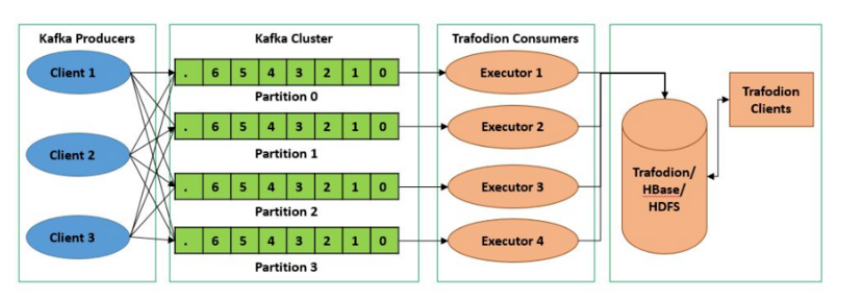 Kafka Producers
Kafka Cluster
Trafodion Consumers
Client 1
. 6 5 4 3 2 1 0
Executor 1
Partition 0
Trafodion
Clients
. 6 5 4 3 2 1 0
Executor 2
Client 2
Partition 1
Trafodion/
HBase/
HDFS
. 6 5 4 3 2 1 0
Executor 3
Partition 2
Client 3
. 6 5 4 3 2 1 0
Executor 4
Partition 3